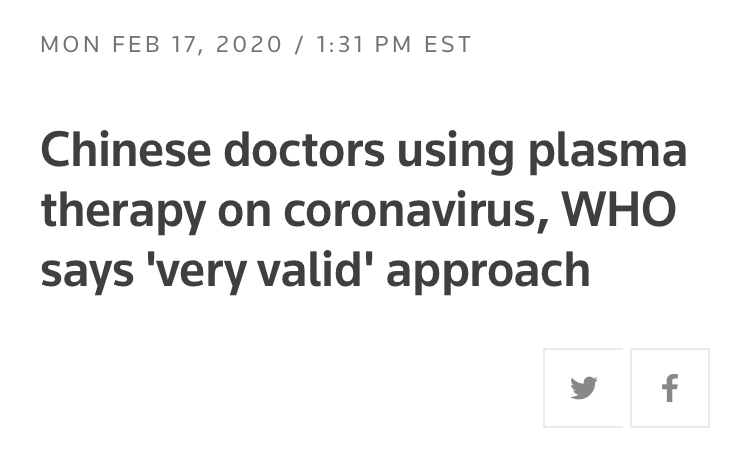 MON FEB 17, 2020 / 1:31 PM EST
Chinese doctors using plasma
therapy on coronavirus, WHO
says 'very valid' approach